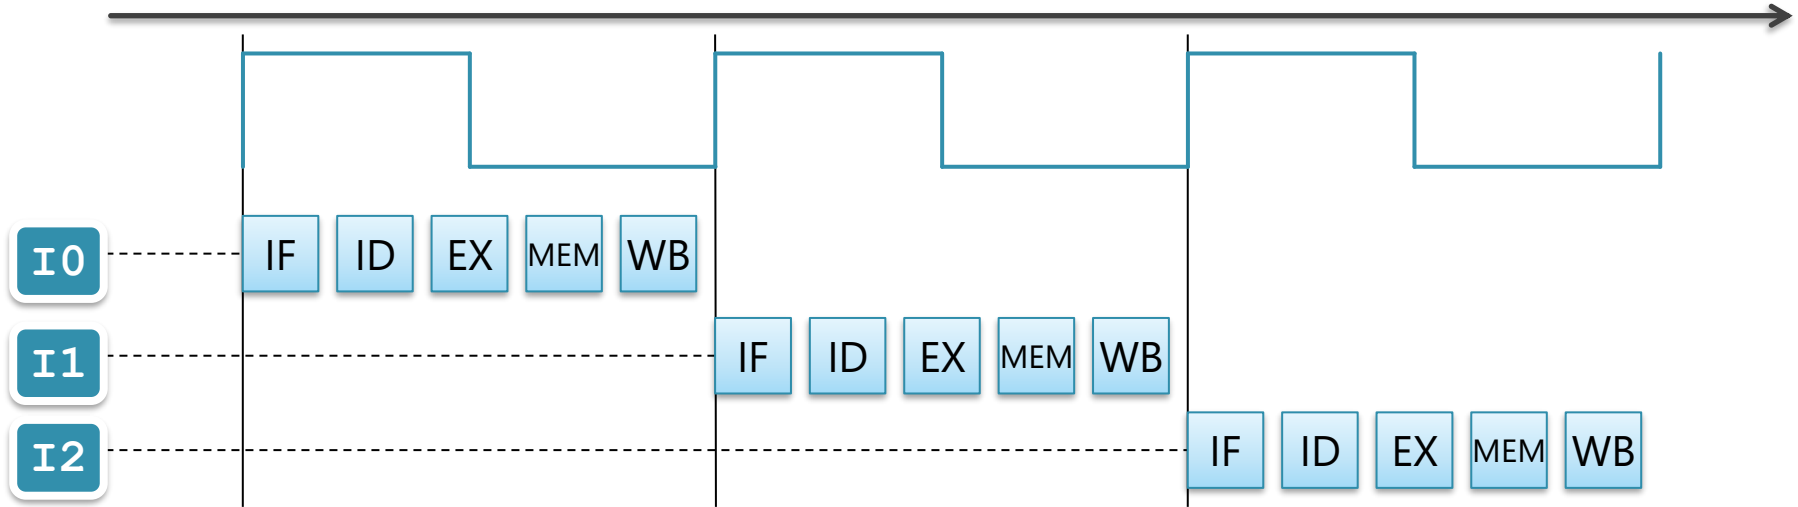 I0 IF ID EX MEM WB
I1 IF ID EX MEM WB
I2 IF ID EX MEM WB